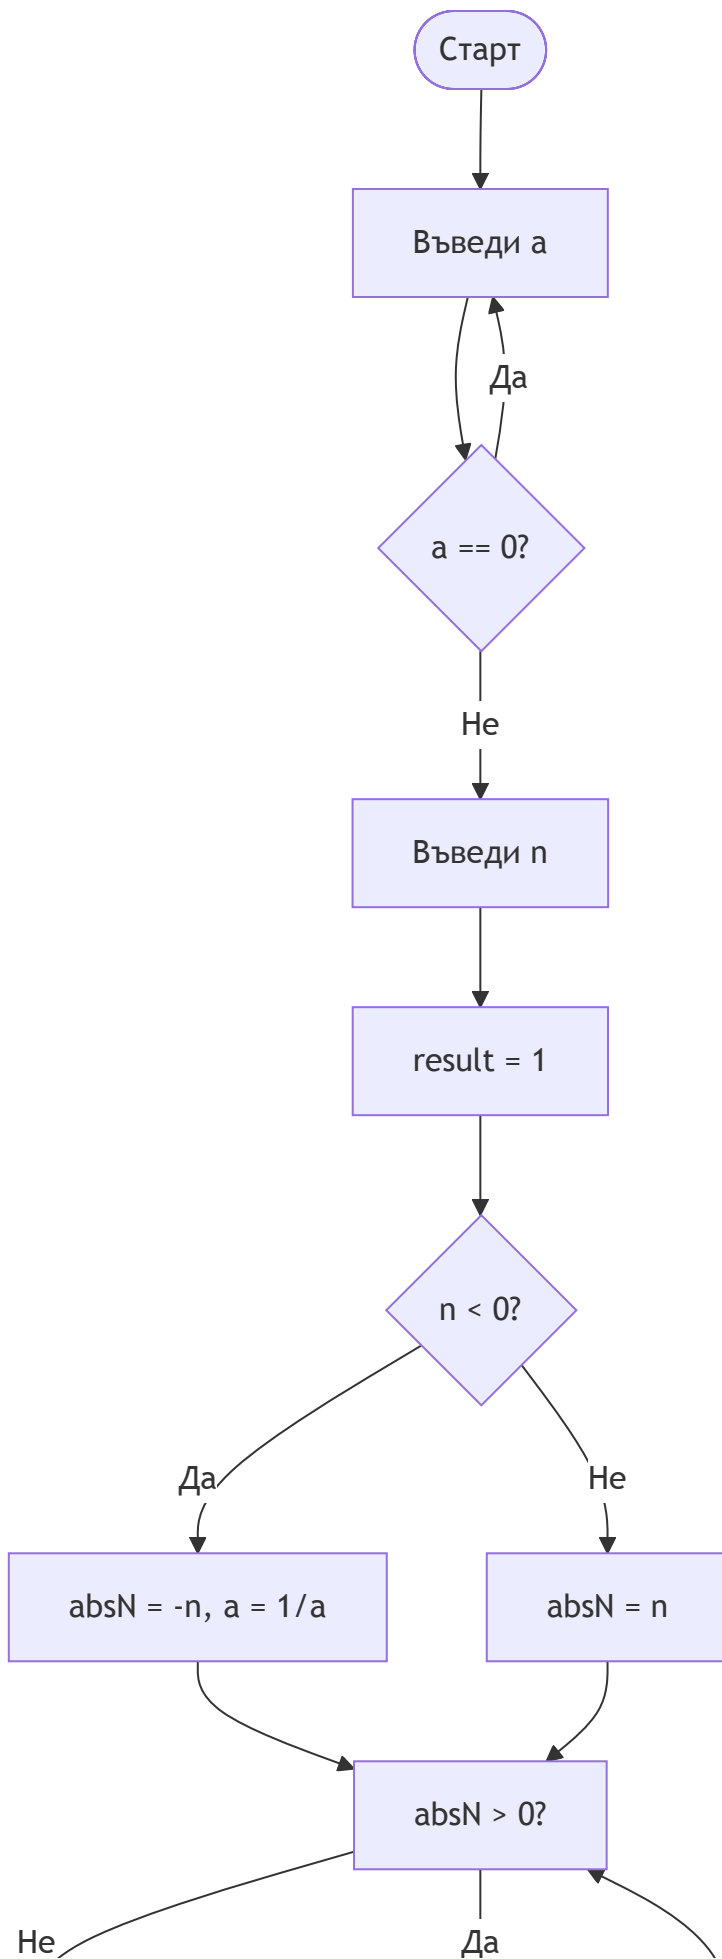 Старт
Въведи a
Да
a == 0?
Не
Въведи n
result = 1
n < 0?
Да
Не
absN = -n, a = 1/a
absN = n
absN > 0?
Не
Да